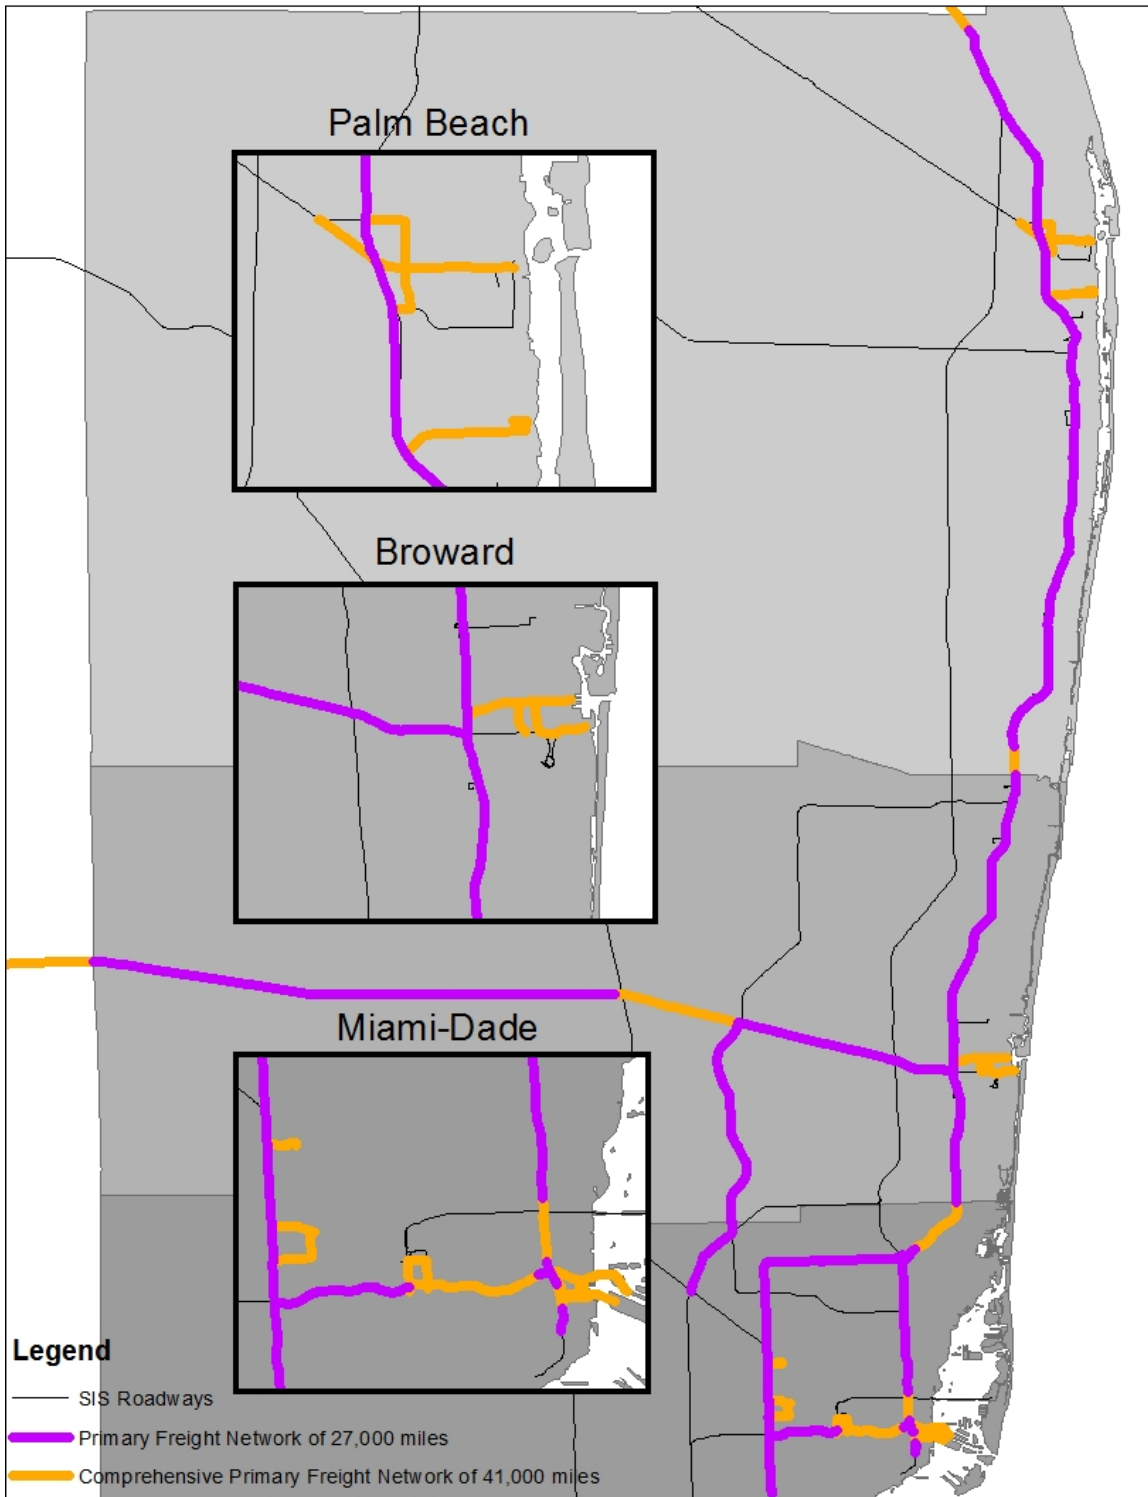 Palm Beach
Broward
Miami-Dade
Legend
SIS Roadways
Primary Freight Network of 27,000 miles
Comprehensive Primary Freight Network of 41,000 miles